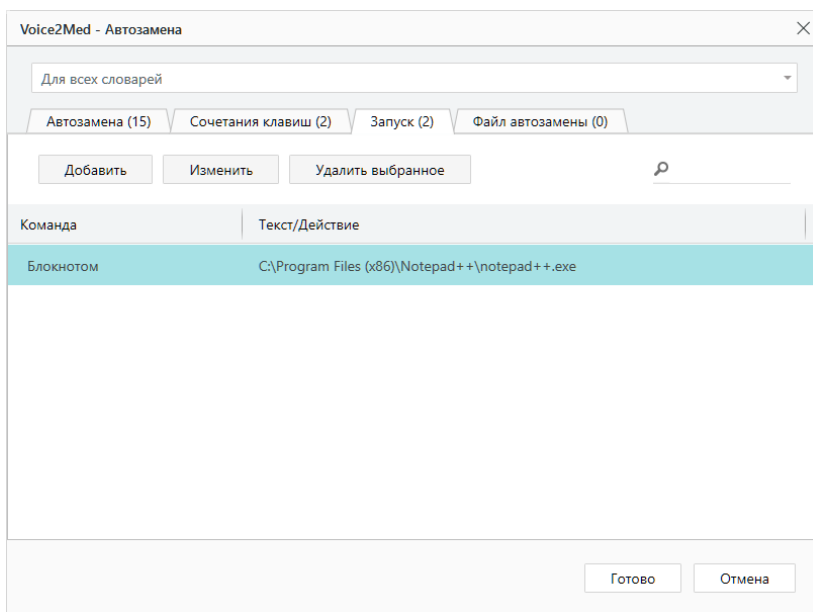 Voice2Med - Автозамена
Для всех словарей
Автозамена (15) Сочетания клавиш (2) Запуск (2) Файл автозамены (0)
Добавить Изменить Удалить выбранное
Команда Текст/Действие
Блокнотом C:\Program Files (x86)\Notepad++\notepad++.exe
Готово Отмена